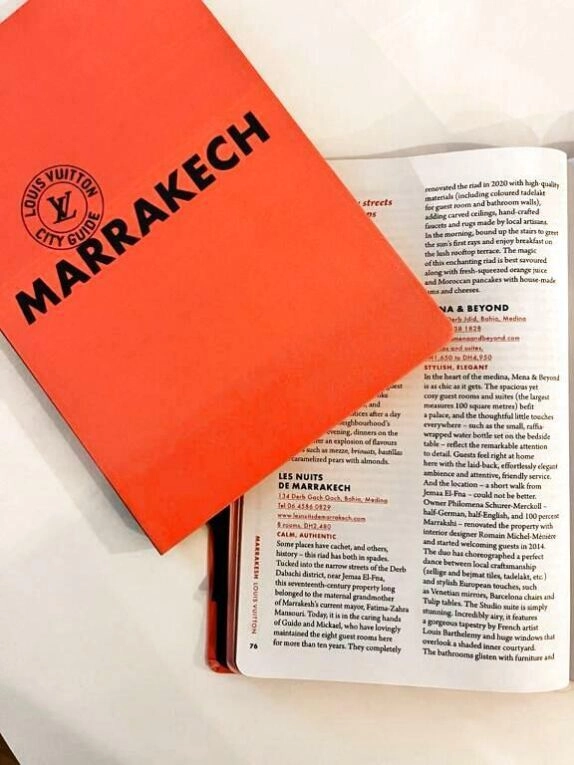 LOUIS VUITTON
LV
CITY GUIDE
MARRAKECH
streets
guest
and
oke
tices after a day
neighbourhood's
evening, dinners on the
an explosion of flavours
such as mezze, briouats, bastillas
caramelized pears with almonds.
LES NUITS
DE MARRAKECH
134 Derb Gach Gach, Bahia, Medina
Tel 06 4586 0829
www.lesnuitsdemarrakech.com
8 rooms, DH2,480
CALM, AUTHENTIC
Some places have cachet, and others,
history – this riad has both in spades.
Tucked into the narrow streets of the Derb
Dabachi district, near Jemaa El-Fna,
this seventeenth-century property long
belonged to the maternal grandmother
of Marrakesh's current mayor, Fatima-Zahra
Mansouri. Today, it is in the caring hands
of Guido and Mickael, who have lovingly
maintained the eight guest rooms here
for more than ten years. They completely
MARRAKECH LOUIS VUITTON
76
renovated the riad in 2020 with high-quality
materials (including coloured tadelakt
for guest room and bathroom walls),
adding carved ceilings, hand-crafted
faucets and rugs made by local artisans.
In the morning, bound up the stairs to greet
the sun's first rays and enjoy breakfast on
the lush rooftop terrace. The magic
of this enchanting riad is best savoured
along with fresh-squeezed orange juice
and Moroccan pancakes with house-made
jams and cheeses.
NA & BEYOND
Derb Jdid, Bahia, Medina
38 1828
menaandbeyond.com
and suites,
1,650 to DH4,950
STYLISH, ELEGANT
In the heart of the medina, Mena & Beyond
is as chic as it gets. The spacious yet
cosy guest rooms and suites (the largest
measures 100 square metres) befit
a palace, and the thoughtful little touches
everywhere – such as the small, raffia-
wrapped water bottle set on the bedside
table – reflect the remarkable attention
to detail. Guests feel right at home
here with the laid-back, effortlessly elegant
ambience and attentive, friendly service.
And the location – a short walk from
Jemaa El-Fna – could not be better.
Owner Philomena Schurer-Merckoll –
half-German, half-English, and 100 percent
Marrakshi – renovated the property with
interior designer Romain Michel-Ménière
and started welcoming guests in 2014.
The duo has choreographed a perfect
dance between local craftsmanship
(zellige and bejmat tiles, tadelakt, etc.)
and stylish European touches, such
as Venetian mirrors, Barcelona chairs and
Tulip tables. The Studio suite is simply
stunning. Incredibly airy, it features
a gorgeous tapestry by French artist
Louis Barthelemy and huge windows that
overlook a shaded inner courtyard.
The bathrooms glisten with furniture and